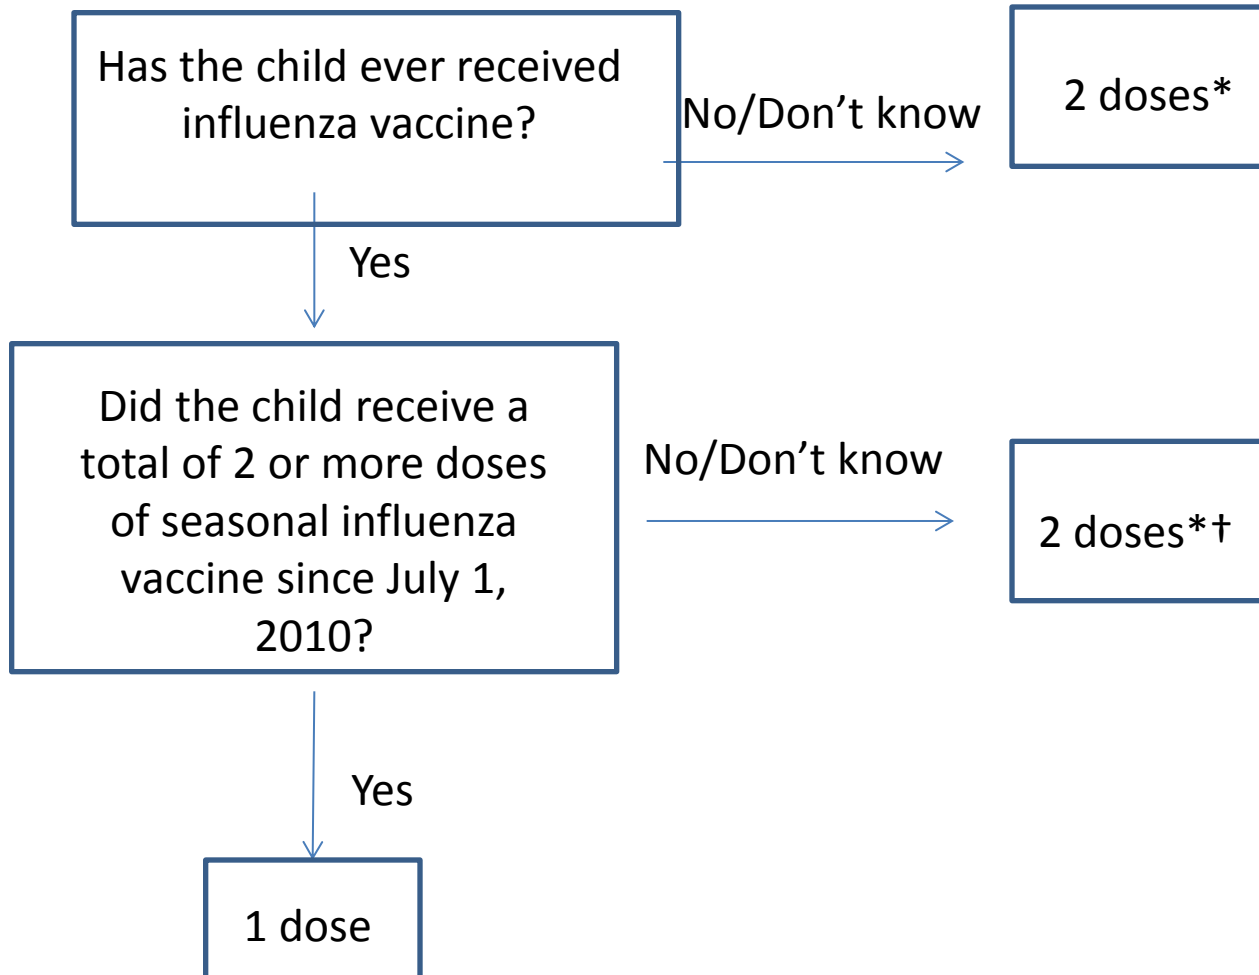 Has the child ever received
influenza vaccine?
No/Don’t know
2 doses*
Yes
Did the child receive a
total of 2 or more doses
of seasonal influenza
vaccine since July 1,
2010?
No/Don’t know
2 doses*†
Yes
1 dose